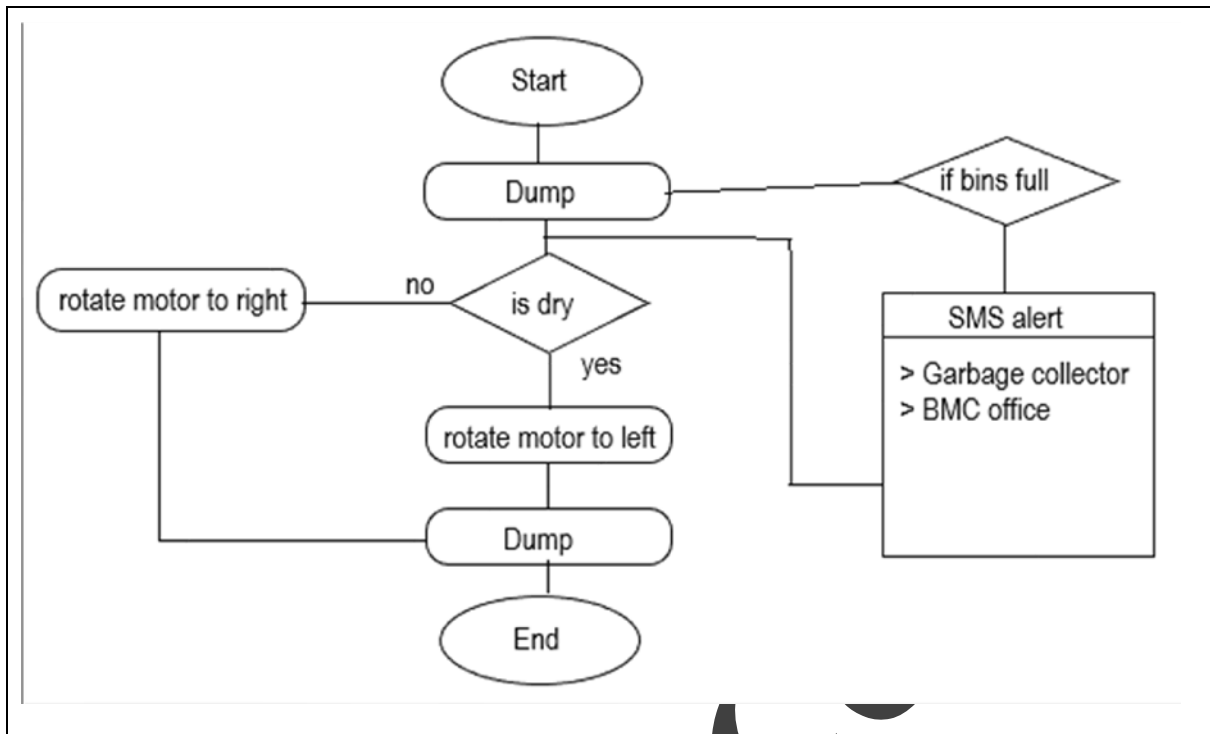 Start
Dump
if bins full
no
rotate motor to right
is dry
SMS alert
yes
> Garbage collector
> BMC office
rotate motor to left
Dump
End